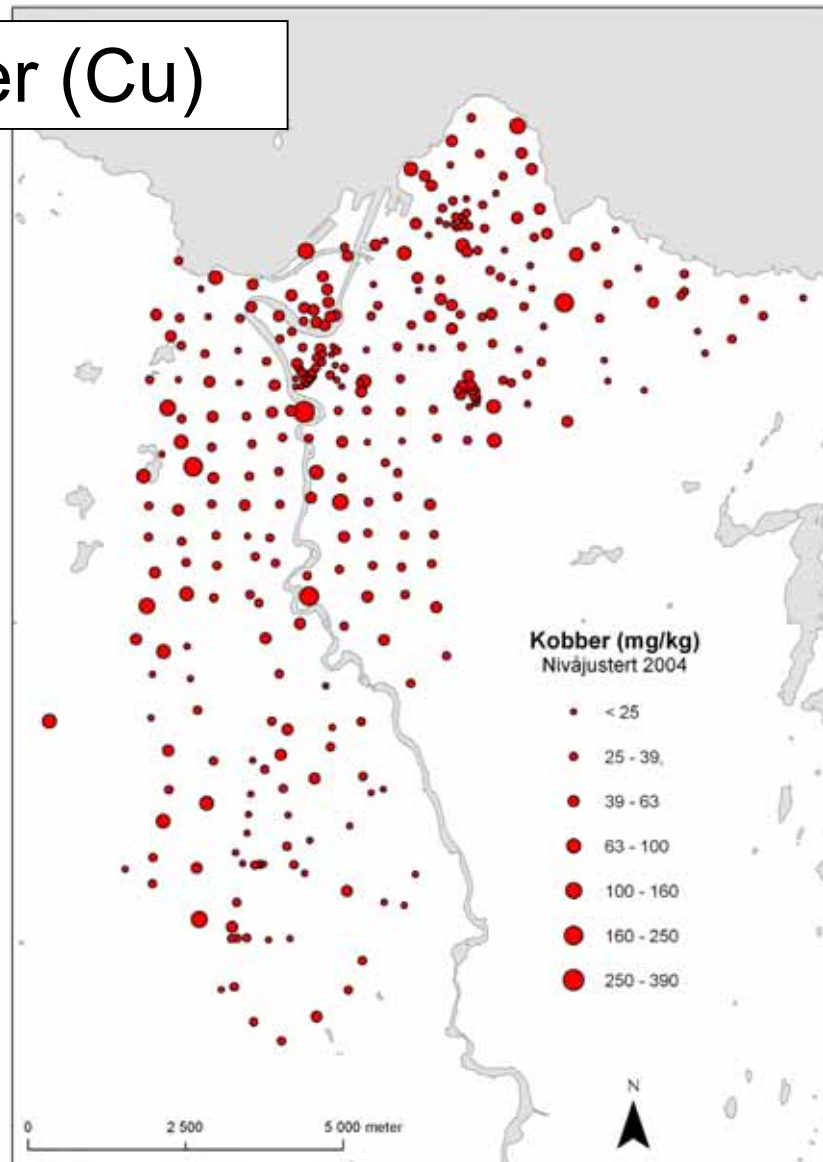 er (Cu)
Kobber (mg/kg)
Nivåjustert 2004
< 25
25 - 39,
39 - 63
63 - 100
100 - 160
160 - 250
250 - 390
N
0 2 500 5 000 meter